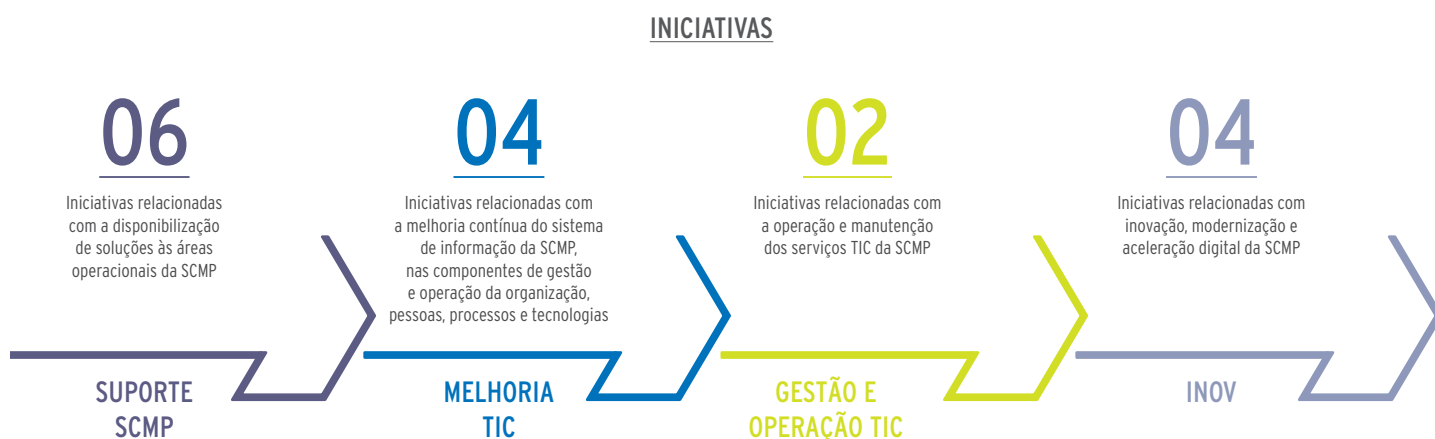 INICIATIVAS
06
Iniciativas relacionadas
com a disponibilização
de soluções às áreas
operacionais da SCMP
SUPORTE
SCMP
04
Iniciativas relacionadas com
a melhoria contínua do sistema
de informação da SCMP,
nas componentes de gestão
e operação da organização,
pessoas, processos e tecnologias
MELHORIA
TIC
02
Iniciativas relacionadas com
a operação e manutenção
dos serviços TIC da SCMP
GESTÃO E
OPERAÇÃO TIC
04
Iniciativas relacionadas com
inovação, modernização e
aceleração digital da SCMP
INOV